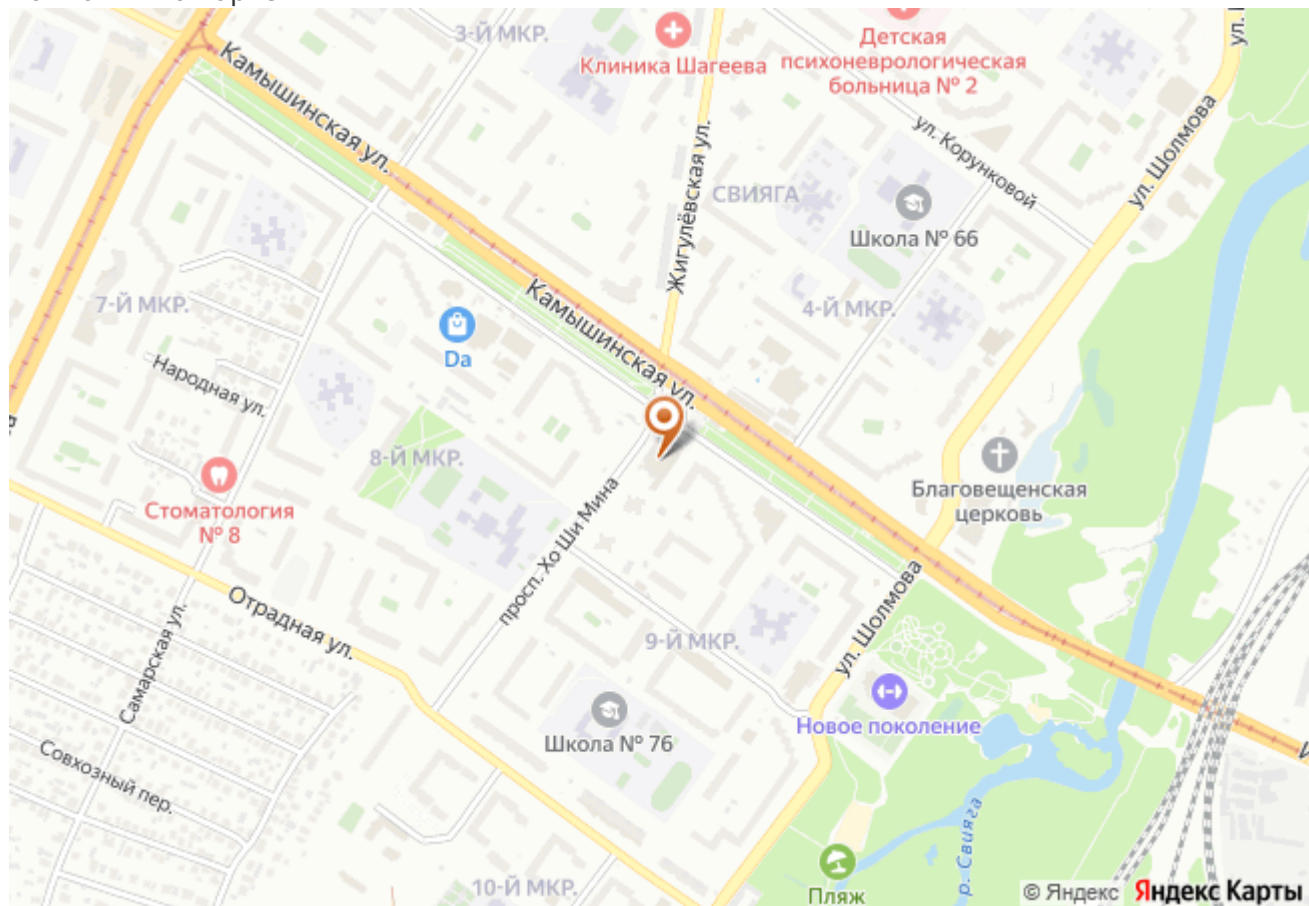 3-Й МКР.
Клиника Шагеева
Детская
психоневрологическая
больница № 2
Камышинская ул.
ул. Корунковой
ул. Шолмова
Жигулёвская ул.
СВИЯГА
Школа № 66
7-Й МКР.
4-Й МКР.
Камышинская ул.
Da
Народная ул.
8-Й МКР.
Стоматология
№ 8
Благовещенская
церковь
просп. Хо Ши Мина
Отрадная ул.
Самарская ул.
9-Й МКР.
ул. Шолмова
Новое поколение
Школа № 76
Совхозный пер.
р. Свияга
Пляж
10-Й МКР.
© Яндекс Яндекс Карты